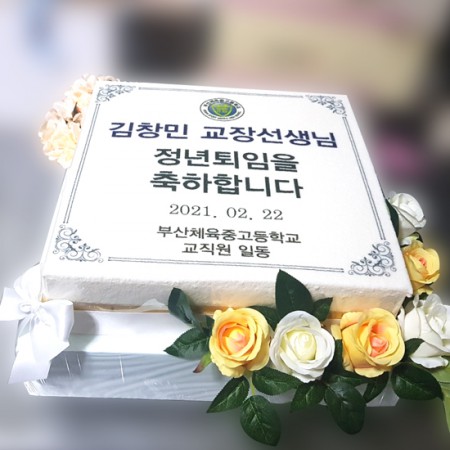 김창민 교장선생님
정년퇴임을
축하합니다
2021. 02. 22
부산체육중고등학교
교직원 일동